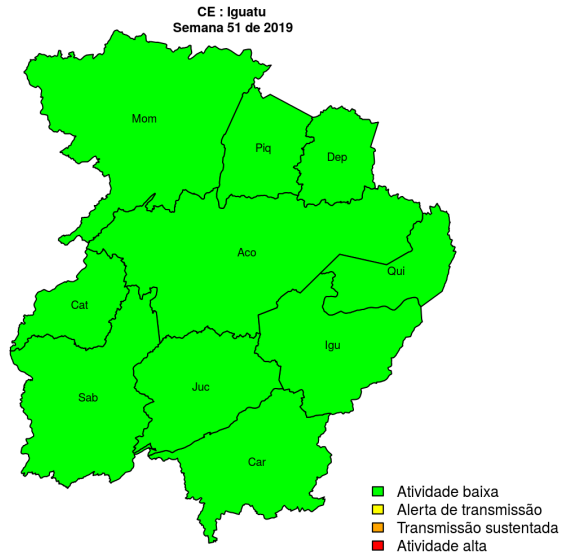 CE : Iguatu
Semana 51 de 2019
Mom
Piq
Dep
Aco
Qui
Cat
Igu
Juc
Sab
Car
Atividade baixa
Alerta de transmissão
Transmissão sustentada
Atividade alta